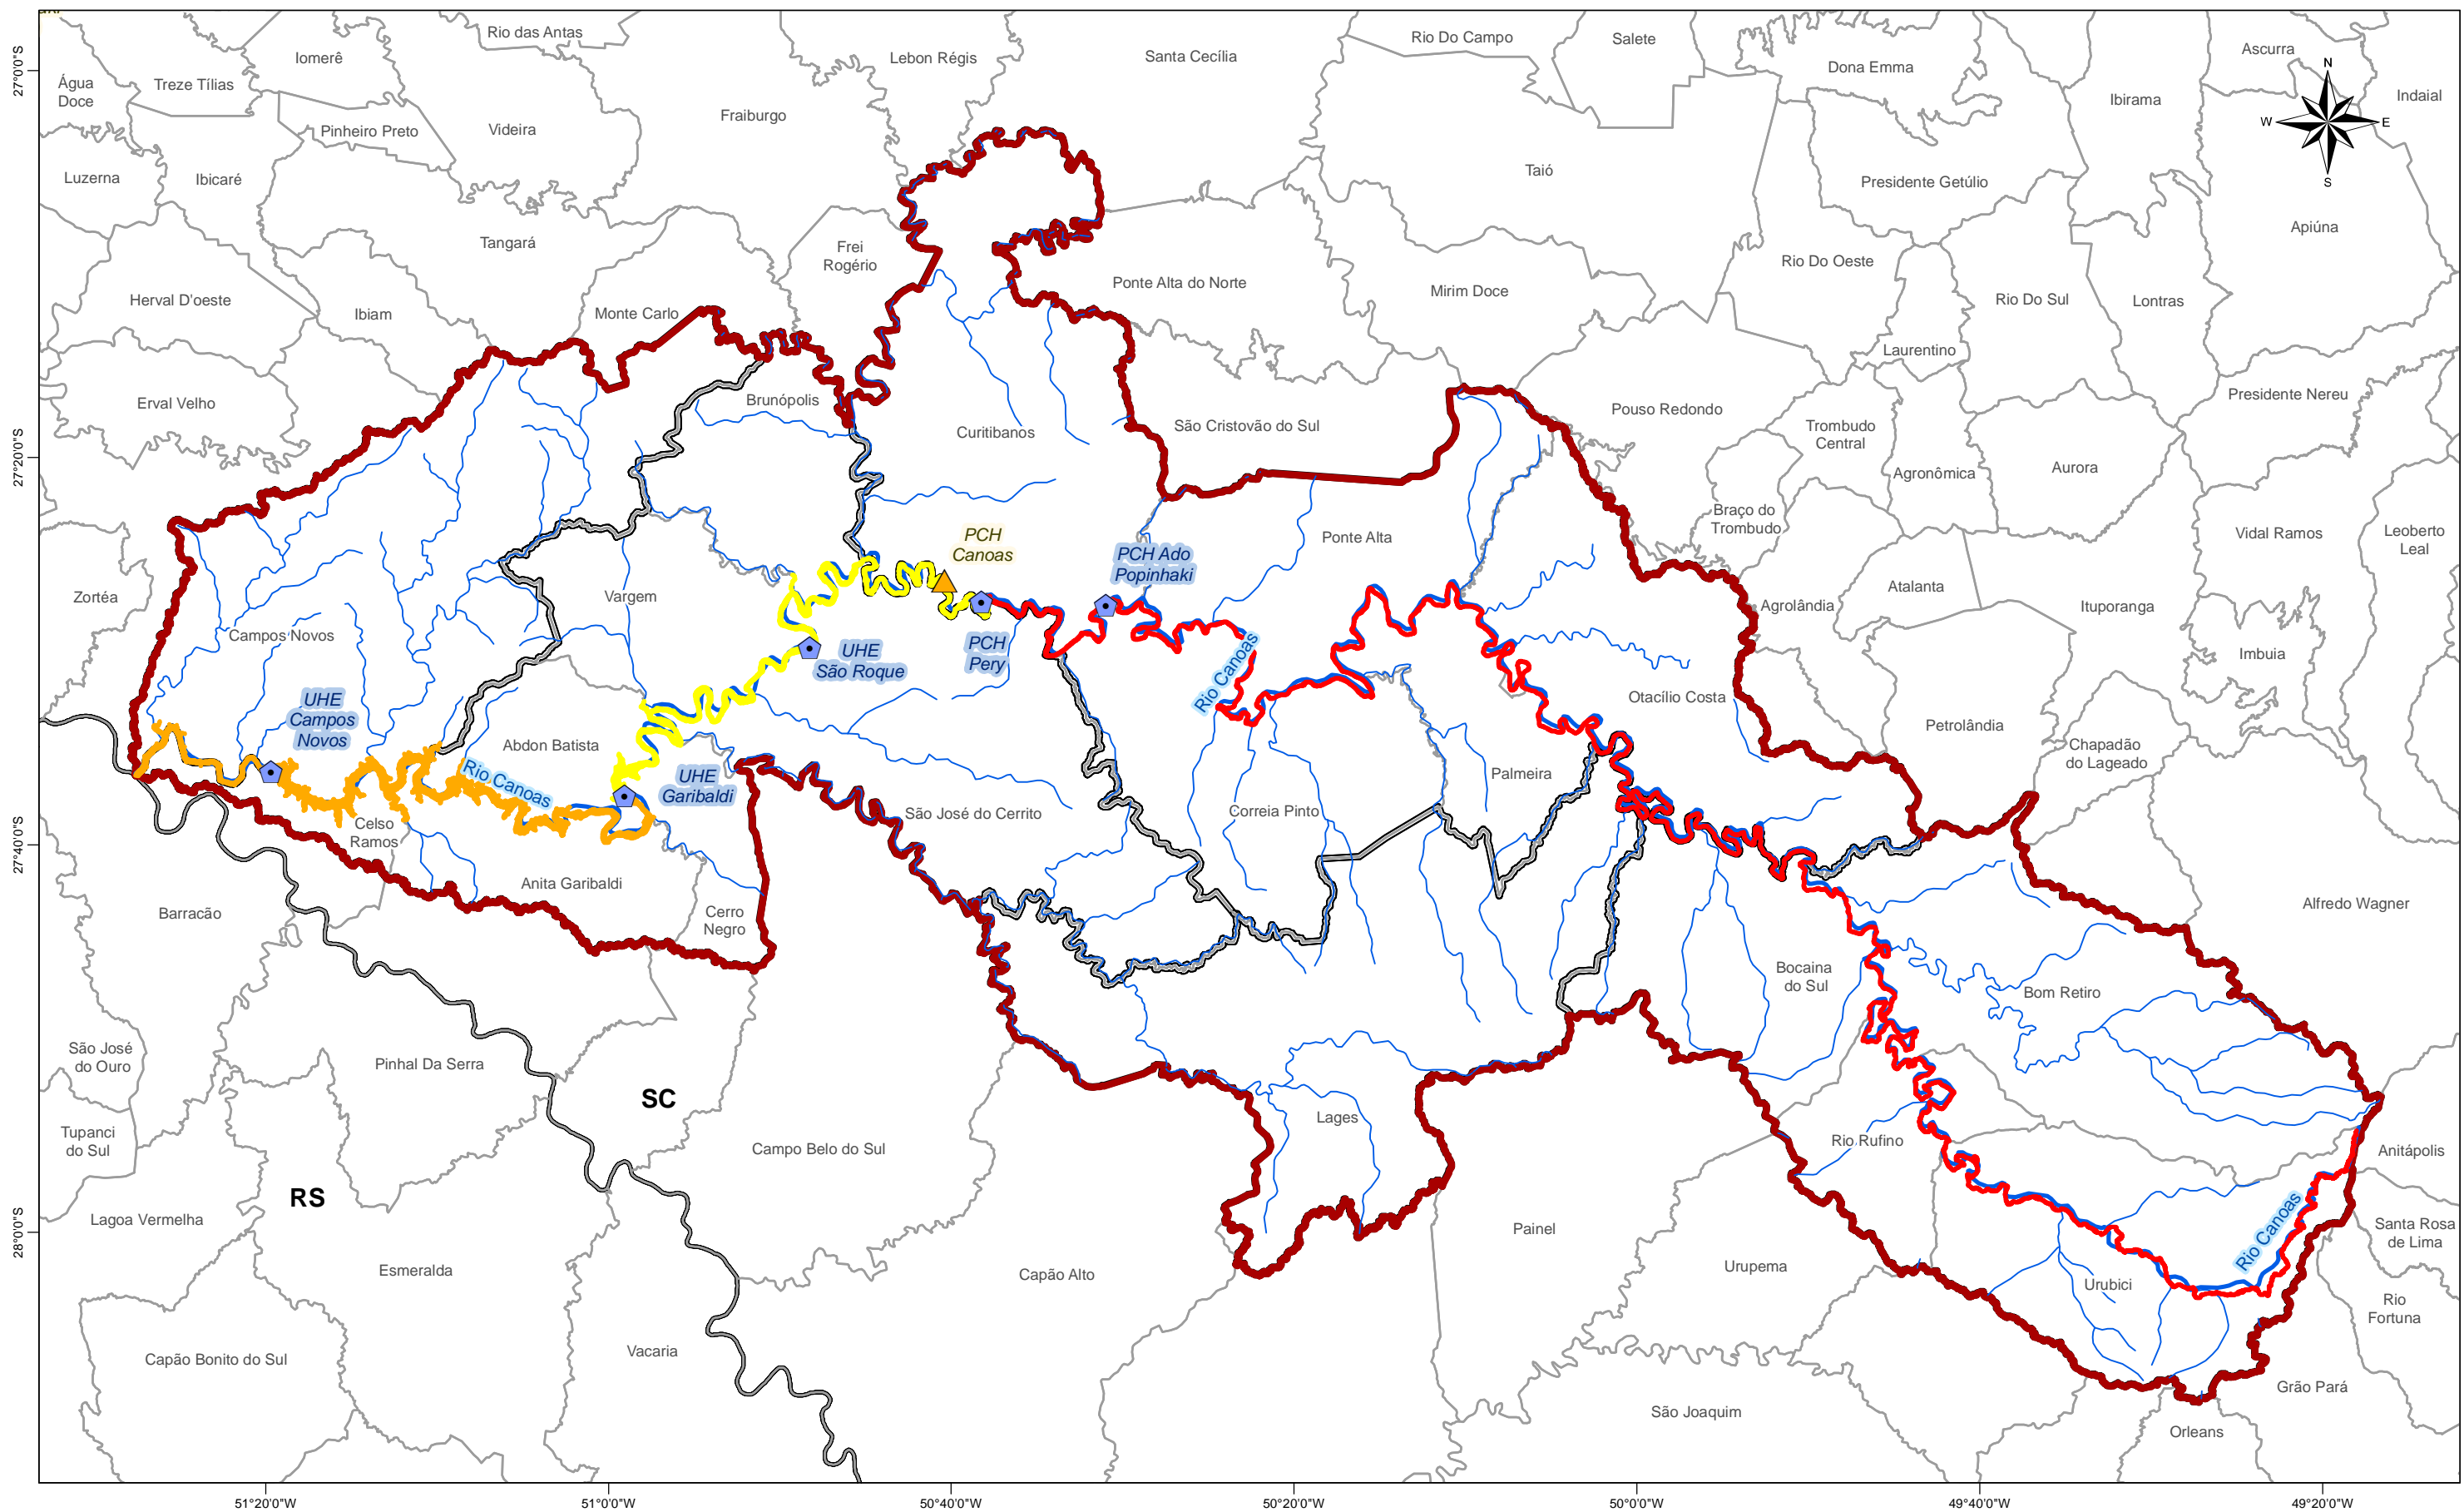 Rio das Antas
Iomerê
Lebon Régis
Santa Cecília
Rio Do Campo
Salete
Ascurra
Dona Emma
N
W
E
S
27°0'0"S
Água
Doce
Treze Tílias
Pinheiro Preto
Videira
Fraiburgo
Ibirama
Indaial
Luzerna
Ibicaré
Taió
Presidente Getúlio
Tangará
Frei
Rogério
Apiúna
Rio Do Oeste
Ponte Alta do Norte
Mirim Doce
Herval D'oeste
Ibiam
Monte Carlo
Rio Do Sul
Lontras
Laurentino
Erval Velho
Brunópolis
Curitibanos
São Cristovão do Sul
Pouso Redondo
Presidente Nereu
Trombudo
Central
27°20'0"S
Agronômica
Aurora
Braço do
Trombudo
Ponte Alta
Vidal Ramos
Leoberto
Leal
PCH
Canoas
PCH Ado
Popinhaki
Zortéa
Vargem
Agrolândia
Atalanta
Ituporanga
Campos Novos
PCH
Pery
UHE
São Roque
Rio Canoas
Imbuia
Otacílio Costa
UHE
Campos
Novos
Abdon Batista
Petrolândia
Chapadão
do Lageado
Rio Canoas
UHE
Garibaldi
Palmeira
São José do Cerrito
Correia Pinto
Celso
Ramos
27°40'0"S
Anita Garibaldi
Barracão
Cerro
Negro
Alfredo Wagner
Bocaina
do Sul
Bom Retiro
São José
do Ouro
Pinhal Da Serra
SC
Lages
Tupanci
do Sul
Campo Belo do Sul
Rio Rufino
Anitápolis
RS
Lagoa Vermelha
Painel
Rio Canoas
Santa Rosa
de Lima
28°0'0"S
Esmeralda
Capão Alto
Urupema
Urubici
Rio
Fortuna
Capão Bonito do Sul
Vacaria
Grão Pará
São Joaquim
Orleans
51°20'0"W
51°0'0"W
50°40'0"W
50°20'0"W
50°0'0"W
49°40'0"W
49°20'0"W